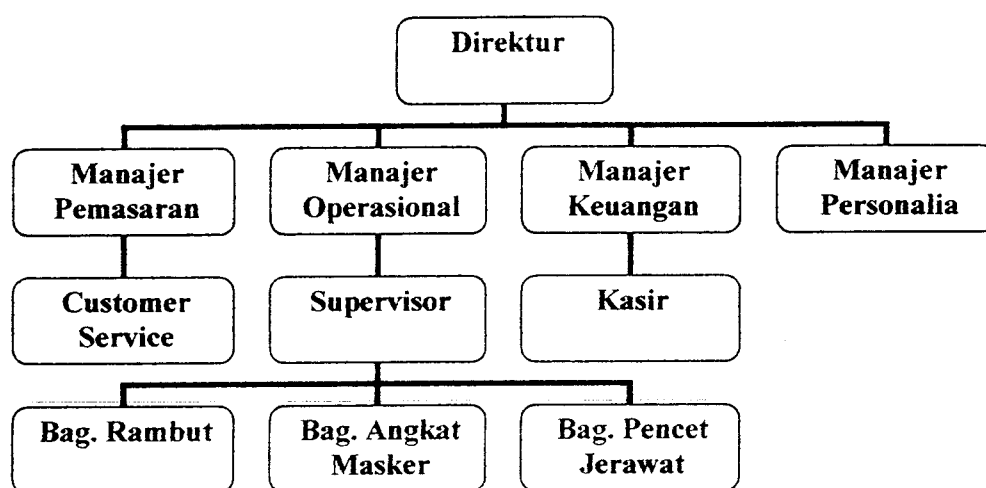 Direktur
Manajer
Pemasaran
Manajer
Operasional
Manajer
Keuangan
Manajer
Personalia
Customer
Service
Supervisor
Kasir
Bag. Rambut
Bag. Angkat
Masker
Bag. Pencet
Jerawat